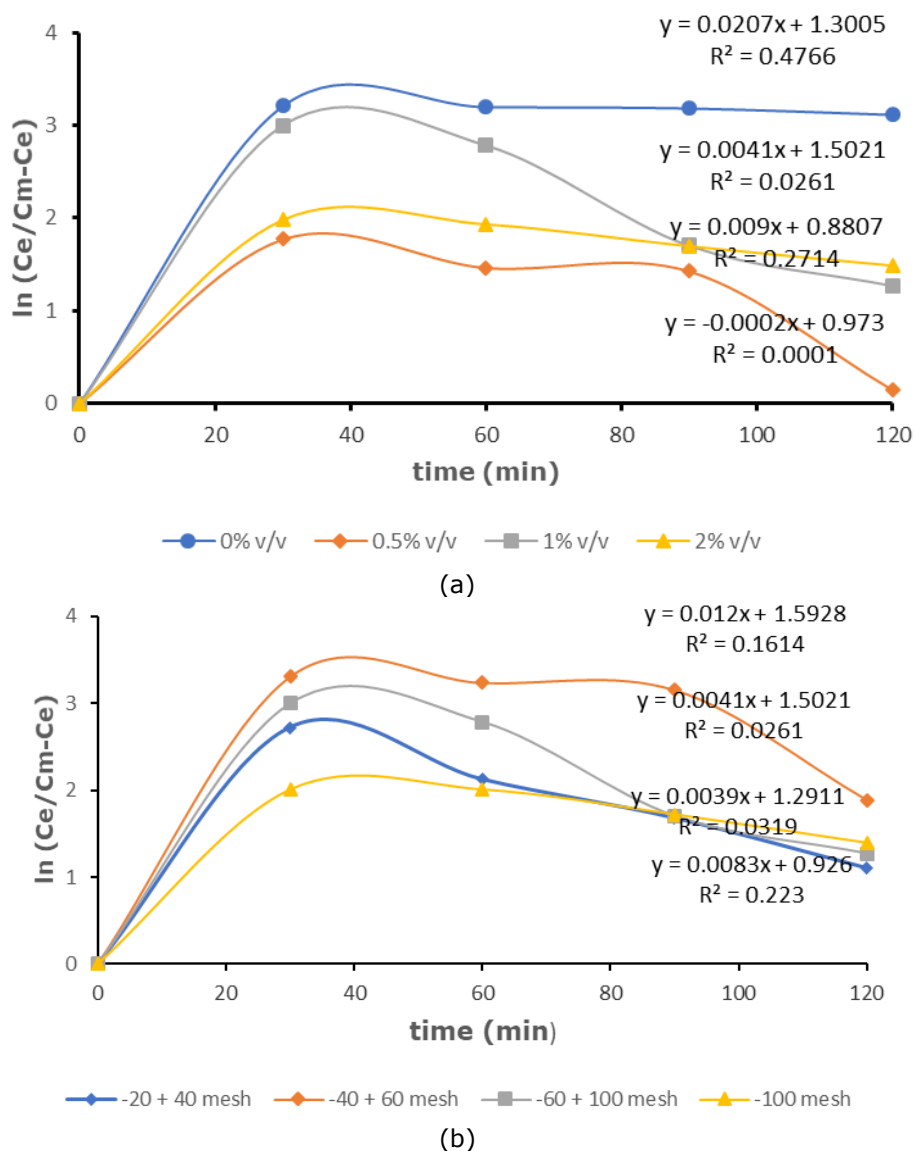 y = 0.0207x + 1.3005
R² = 0.4766
y = 0.0041x + 1.5021
R² = 0.0261
y = 0.009x + 0.8807
R² = 0.2714
y = -0.0002x + 0.973
R² = 0.0001
4
3
2
1
0
ln (Ce/Cm-Ce)
0 20 40 60 80 100 120
time (min)
0% v/v 0.5% v/v 1% v/v 2% v/v
(a)
y = 0.012x + 1.5928
R² = 0.1614
y = 0.0041x + 1.5021
R² = 0.0261
y = 0.0039x + 1.2911
R² = 0.0319
y = 0.0083x + 0.926
R² = 0.223
4
3
2
1
0
ln (Ce/Cm-Ce)
0 20 40 60 80 100 120
time (min)
-20 + 40 mesh -40 + 60 mesh -60 + 100 mesh -100 mesh
(b)